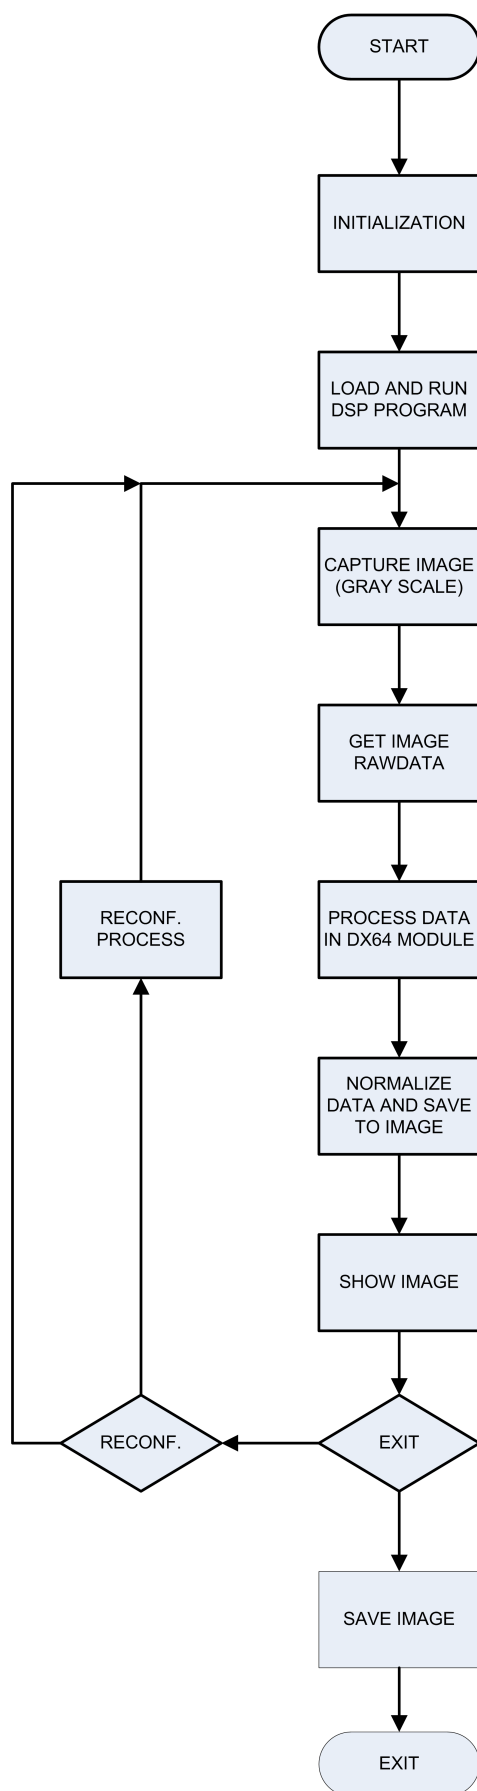 START
INITIALIZATION
LOAD AND RUN
DSP PROGRAM
CAPTURE IMAGE
(GRAY SCALE)
GET IMAGE
RAWDATA
RECONF.
PROCESS
PROCESS DATA
IN DX64 MODULE
NORMALIZE
DATA AND SAVE
TO IMAGE
SHOW IMAGE
RECONF.
EXIT
SAVE IMAGE
EXIT